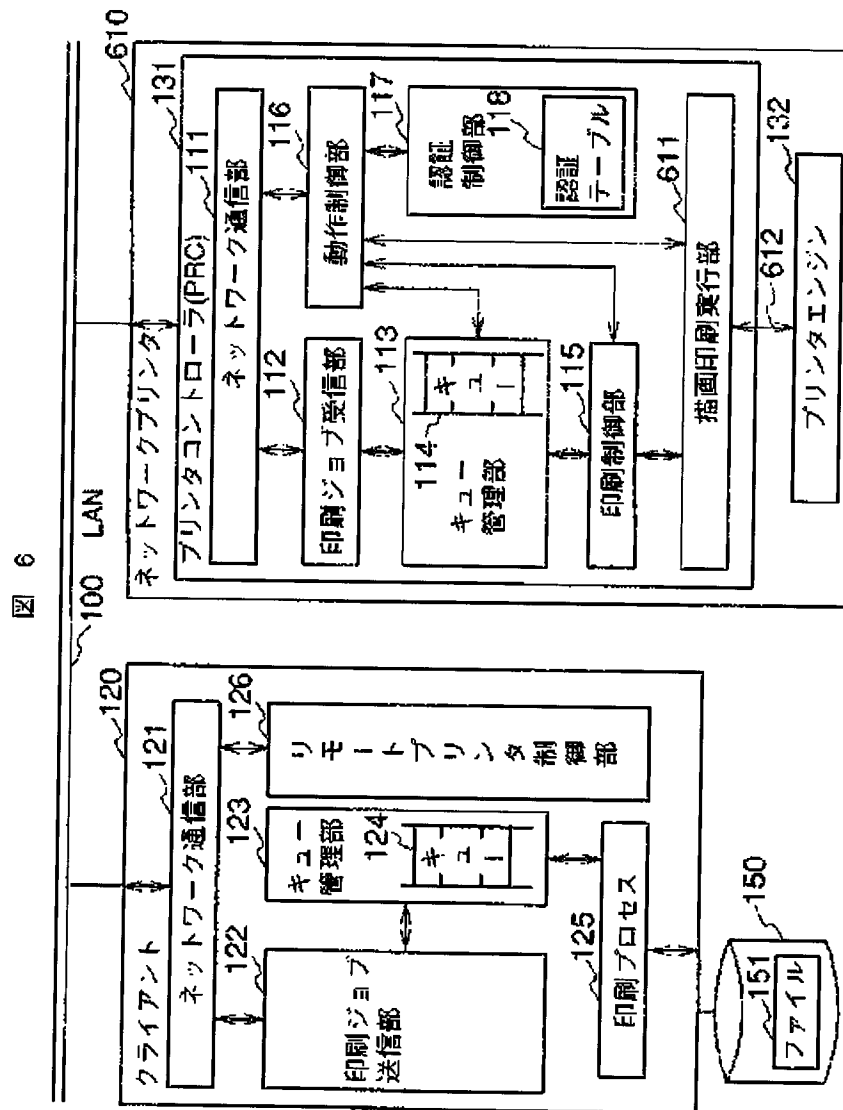 図 6
100 LAN
120
クライアント
121
ネットワーク通信部
122
印刷ジョブ
送信部
123
キュー
管理部
124
キュー
126
リモートプリンタ制御部
125
印刷プロセス
150
151
ファイル
610
ネットワークプリンタ
131
プリンタコントローラ(PRC)
111
ネットワーク通信部
112
印刷ジョブ受信部
116
動作制御部
113
114
キュー
キュー
管理部
117
認証
制御部
118
認証
テーブル
115
印刷制御部
611
描画印刷実行部
612
132
プリンタエンジン